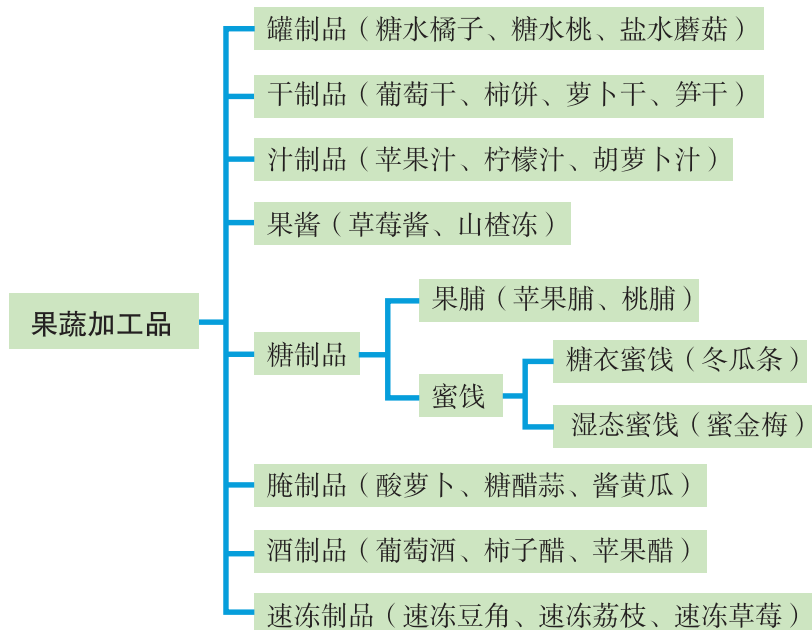 罐制品（糖水橘子、糖水桃、盐水蘑菇）
干制品（葡萄干、柿饼、萝卜干、笋干）
汁制品（苹果汁、柠檬汁、胡萝卜汁）
果酱（草莓酱、山楂冻）
果蔬加工品
糖制品
果脯（苹果脯、桃脯）
蜜饯
糖衣蜜饯（冬瓜条）
湿态蜜饯（蜜金梅）
腌制品（酸萝卜、糖醋蒜、酱黄瓜）
酒制品（葡萄酒、柿子醋、苹果醋）
速冻制品（速冻豆角、速冻荔枝、速冻草莓）